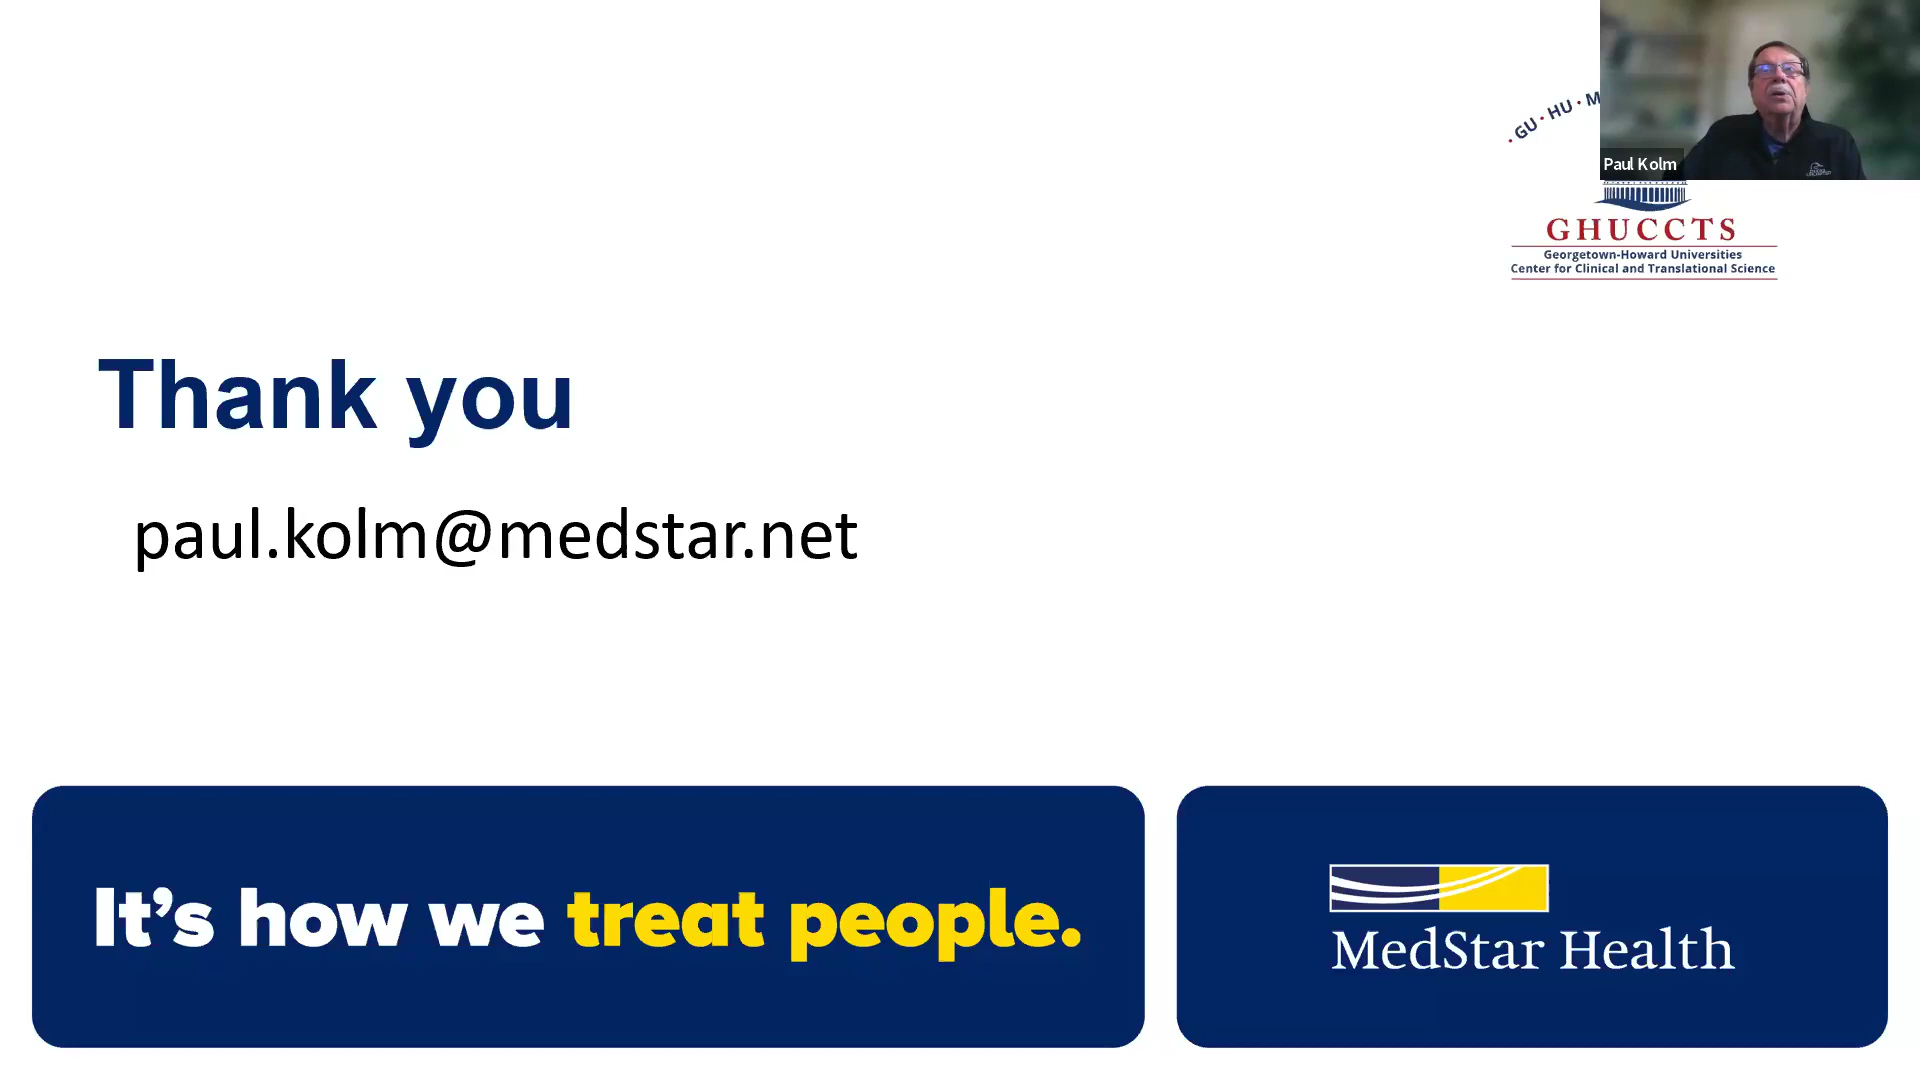 · GU · HU · M
Paul Kolm
GHUCCTS
Georgetown-Howard Universities
Center for Clinical and Translational Science
Thank you
paul.kolm@medstar.net
It's how we treat people.
MedStar Health